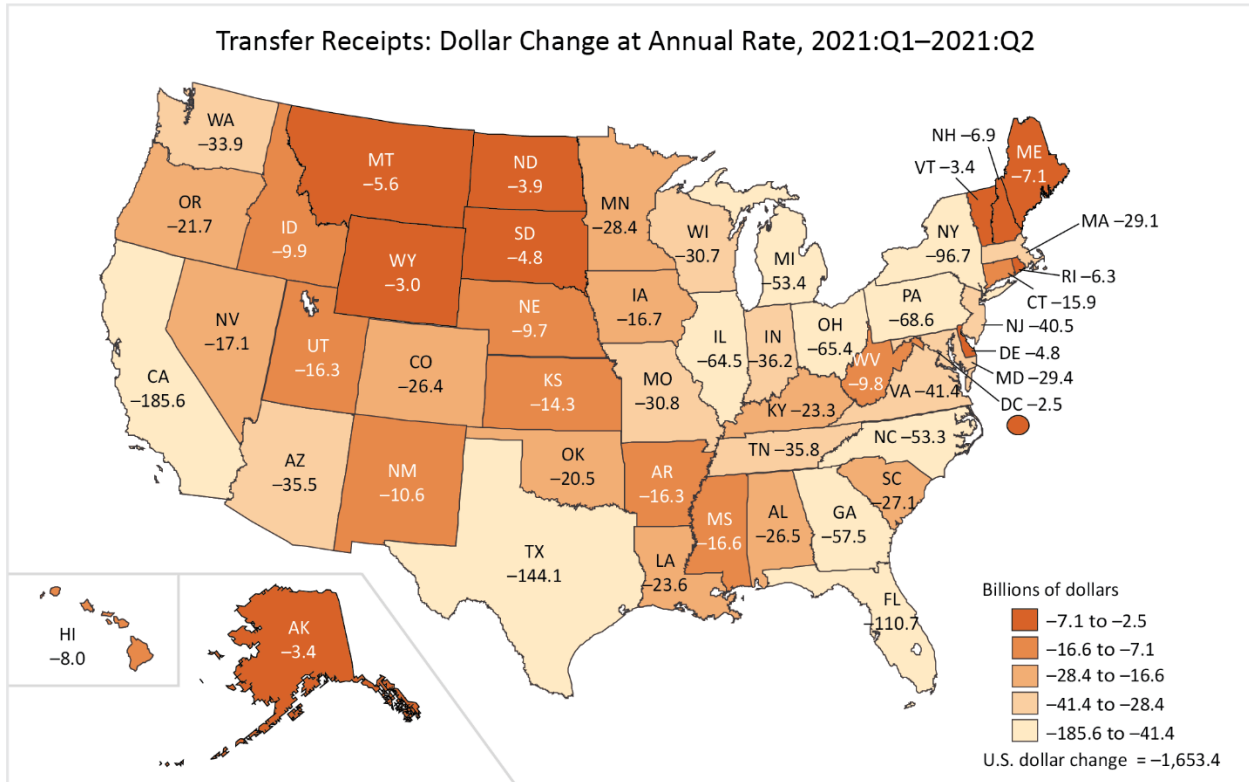 Transfer Receipts: Dollar Change at Annual Rate, 2021:Q1–2021:Q2
WA
–33.9
MT
–5.6
ND
–3.9
MN
–28.4
NH –6.9
VT –3.4
ME
–7.1
OR
–21.7
ID
–9.9
SD
–4.8
WI
–30.7
MI
–53.4
NY
–96.7
MA –29.1
WY
–3.0
RI –6.3
CT –15.9
NE
–9.7
IA
–16.7
PA
–68.6
NJ –40.5
NV
–17.1
UT
–16.3
CO
–26.4
IL
–64.5
IN
–36.2
OH
–65.4
DE –4.8
MD –29.4
CA
–185.6
KS
–14.3
MO
–30.8
WV
–9.8
VA –41.4
DC –2.5
KY –23.3
AZ
–35.5
NM
–10.6
OK
–20.5
AR
–16.3
TN –35.8
NC –53.3
SC
–27.1
TX
–144.1
LA
–23.6
MS
–16.6
AL
–26.5
GA
–57.5
FL
–110.7
HI
–8.0
AK
–3.4
Billions of dollars
–7.1 to –2.5
–16.6 to –7.1
–28.4 to –16.6
–41.4 to –28.4
–185.6 to –41.4
U.S. dollar change = –1,653.4